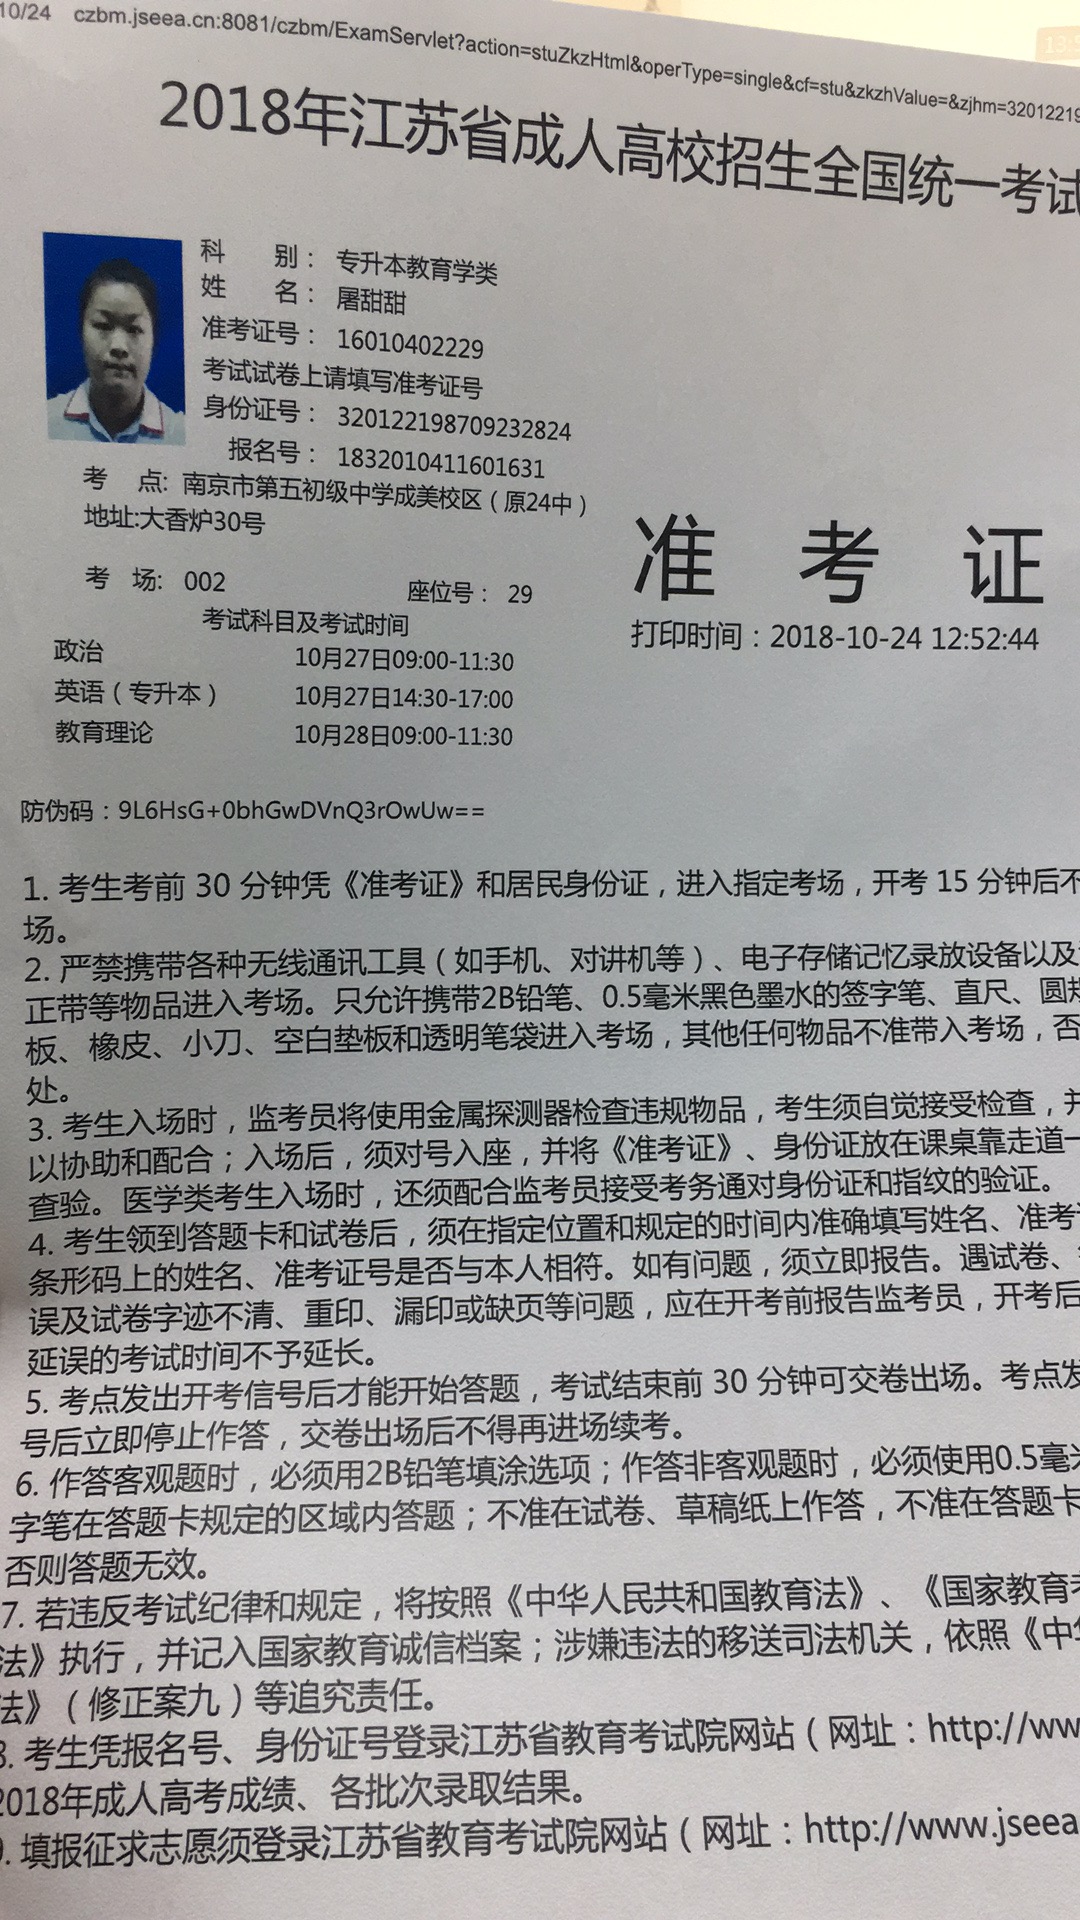 10/24 czbm.jseea.cn:8081/czbm/ExamServlet?action=stuZkzHtml&operType=single&cf=stu&zkzhValue=&zjhm=32012219
2018年江苏省成人高校招生全国统一考试
科 别： 专升本教育学类
姓 名： 屠甜甜
准考证号： 16010402229
考试试卷上请填写准考证号
身份证号： 320122198709232824
报名号： 1832010411601631
考 点: 南京市第五初级中学成美校区（原24中）
地址:大香炉30号
准 考 证
考 场: 002 座位号： 29
考试科目及考试时间
打印时间：2018-10-24 12:52:44
政治 10月27日09:00-11:30
英语（专升本） 10月27日14:30-17:00
教育理论 10月28日09:00-11:30
防伪码：9L6HsG+0bhGwDVnQ3rOwUw==
1. 考生考前 30 分钟凭《准考证》和居民身份证，进入指定考场，开考 15 分钟后不
场。
2. 严禁携带各种无线通讯工具（如手机、对讲机等）、电子存储记忆录放设备以及
正带等物品进入考场。只允许携带2B铅笔、0.5毫米黑色墨水的签字笔、直尺、圆规
板、橡皮、小刀、空白垫板和透明笔袋进入考场，其他任何物品不准带入考场，否
处。
3. 考生入场时，监考员将使用金属探测器检查违规物品，考生须自觉接受检查，并
以协助和配合；入场后，须对号入座，并将《准考证》、身份证放在课桌靠走道一
查验。医学类考生入场时，还须配合监考员接受考务通对身份证和指纹的验证。
4. 考生领到答题卡和试卷后，须在指定位置和规定的时间内准确填写姓名、准考
条形码上的姓名、准考证号是否与本人相符。如有问题，须立即报告。遇试卷、
误及试卷字迹不清、重印、漏印或缺页等问题，应在开考前报告监考员，开考后
延误的考试时间不予延长。
5. 考点发出开考信号后才能开始答题，考试结束前 30 分钟可交卷出场。考点发
号后立即停止作答，交卷出场后不得再进场续考。
6. 作答客观题时，必须用2B铅笔填涂选项；作答非客观题时，必须使用0.5毫米
字笔在答题卡规定的区域内答题；不准在试卷、草稿纸上作答，不准在答题卡
否则答题无效。
7. 若违反考试纪律和规定，将按照《中华人民共和国教育法》、《国家教育考
法》执行，并记入国家教育诚信档案；涉嫌违法的移送司法机关，依照《中华
法》（修正案九）等追究责任。
8. 考生凭报名号、身份证号登录江苏省教育考试院网站（网址：http://ww
2018年成人高考成绩、各批次录取结果。
9. 填报征求志愿须登录江苏省教育考试院网站（网址：http://www.jseea